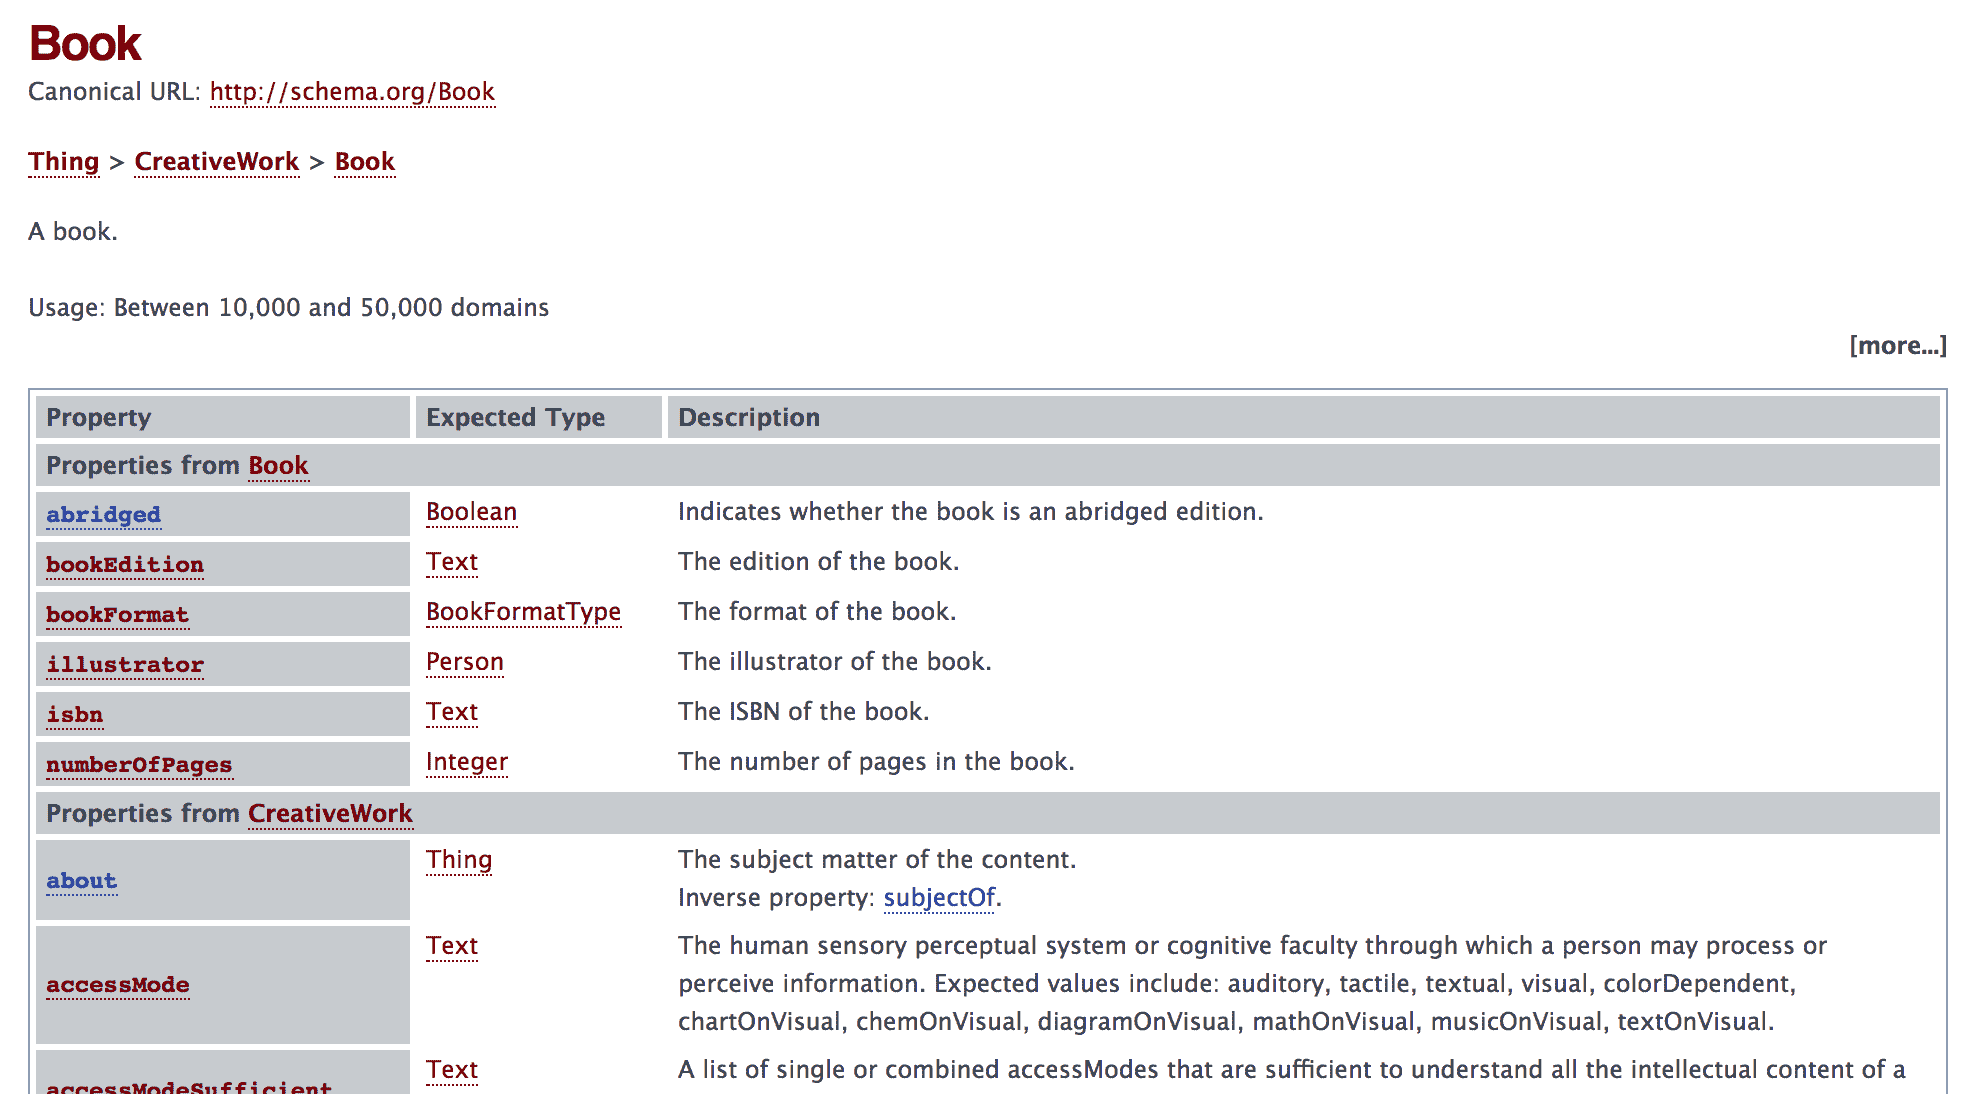 Book
Canonical URL: http://schema.org/Book
Thing > CreativeWork > Book
A book.
Usage: Between 10,000 and 50,000 domains
[more...]
Property Expected Type Description
Properties from Book
abridged Boolean Indicates whether the book is an abridged edition.
bookEdition Text The edition of the book.
bookFormat BookFormatType The format of the book.
illustrator Person The illustrator of the book.
isbn Text The ISBN of the book.
numberOfPages Integer The number of pages in the book.
Properties from CreativeWork
about Thing The subject matter of the content.
Inverse property: subjectOf.
accessMode Text The human sensory perceptual system or cognitive faculty through which a person may process or
perceive information. Expected values include: auditory, tactile, textual, visual, colorDependent,
chartOnVisual, chemOnVisual, diagramOnVisual, mathOnVisual, musicOnVisual, textOnVisual.
accessModeSufficient Text A list of single or combined accessModes that are sufficient to understand all the intellectual content of a